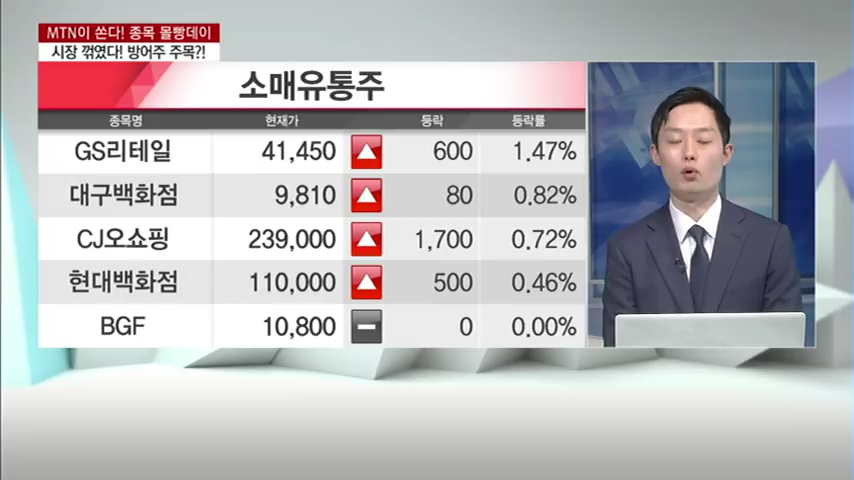 MTN이 쏜다! 종목 몰빵데이
시장 꺾였다! 방어주 주목?!
소매유통주
종목명 현재가 등락 등락률
GS리테일 41,450 600 1.47%
대구백화점 9,810 80 0.82%
CJ오쇼핑 239,000 1,700 0.72%
현대백화점 110,000 500 0.46%
BGF 10,800 0 0.00%